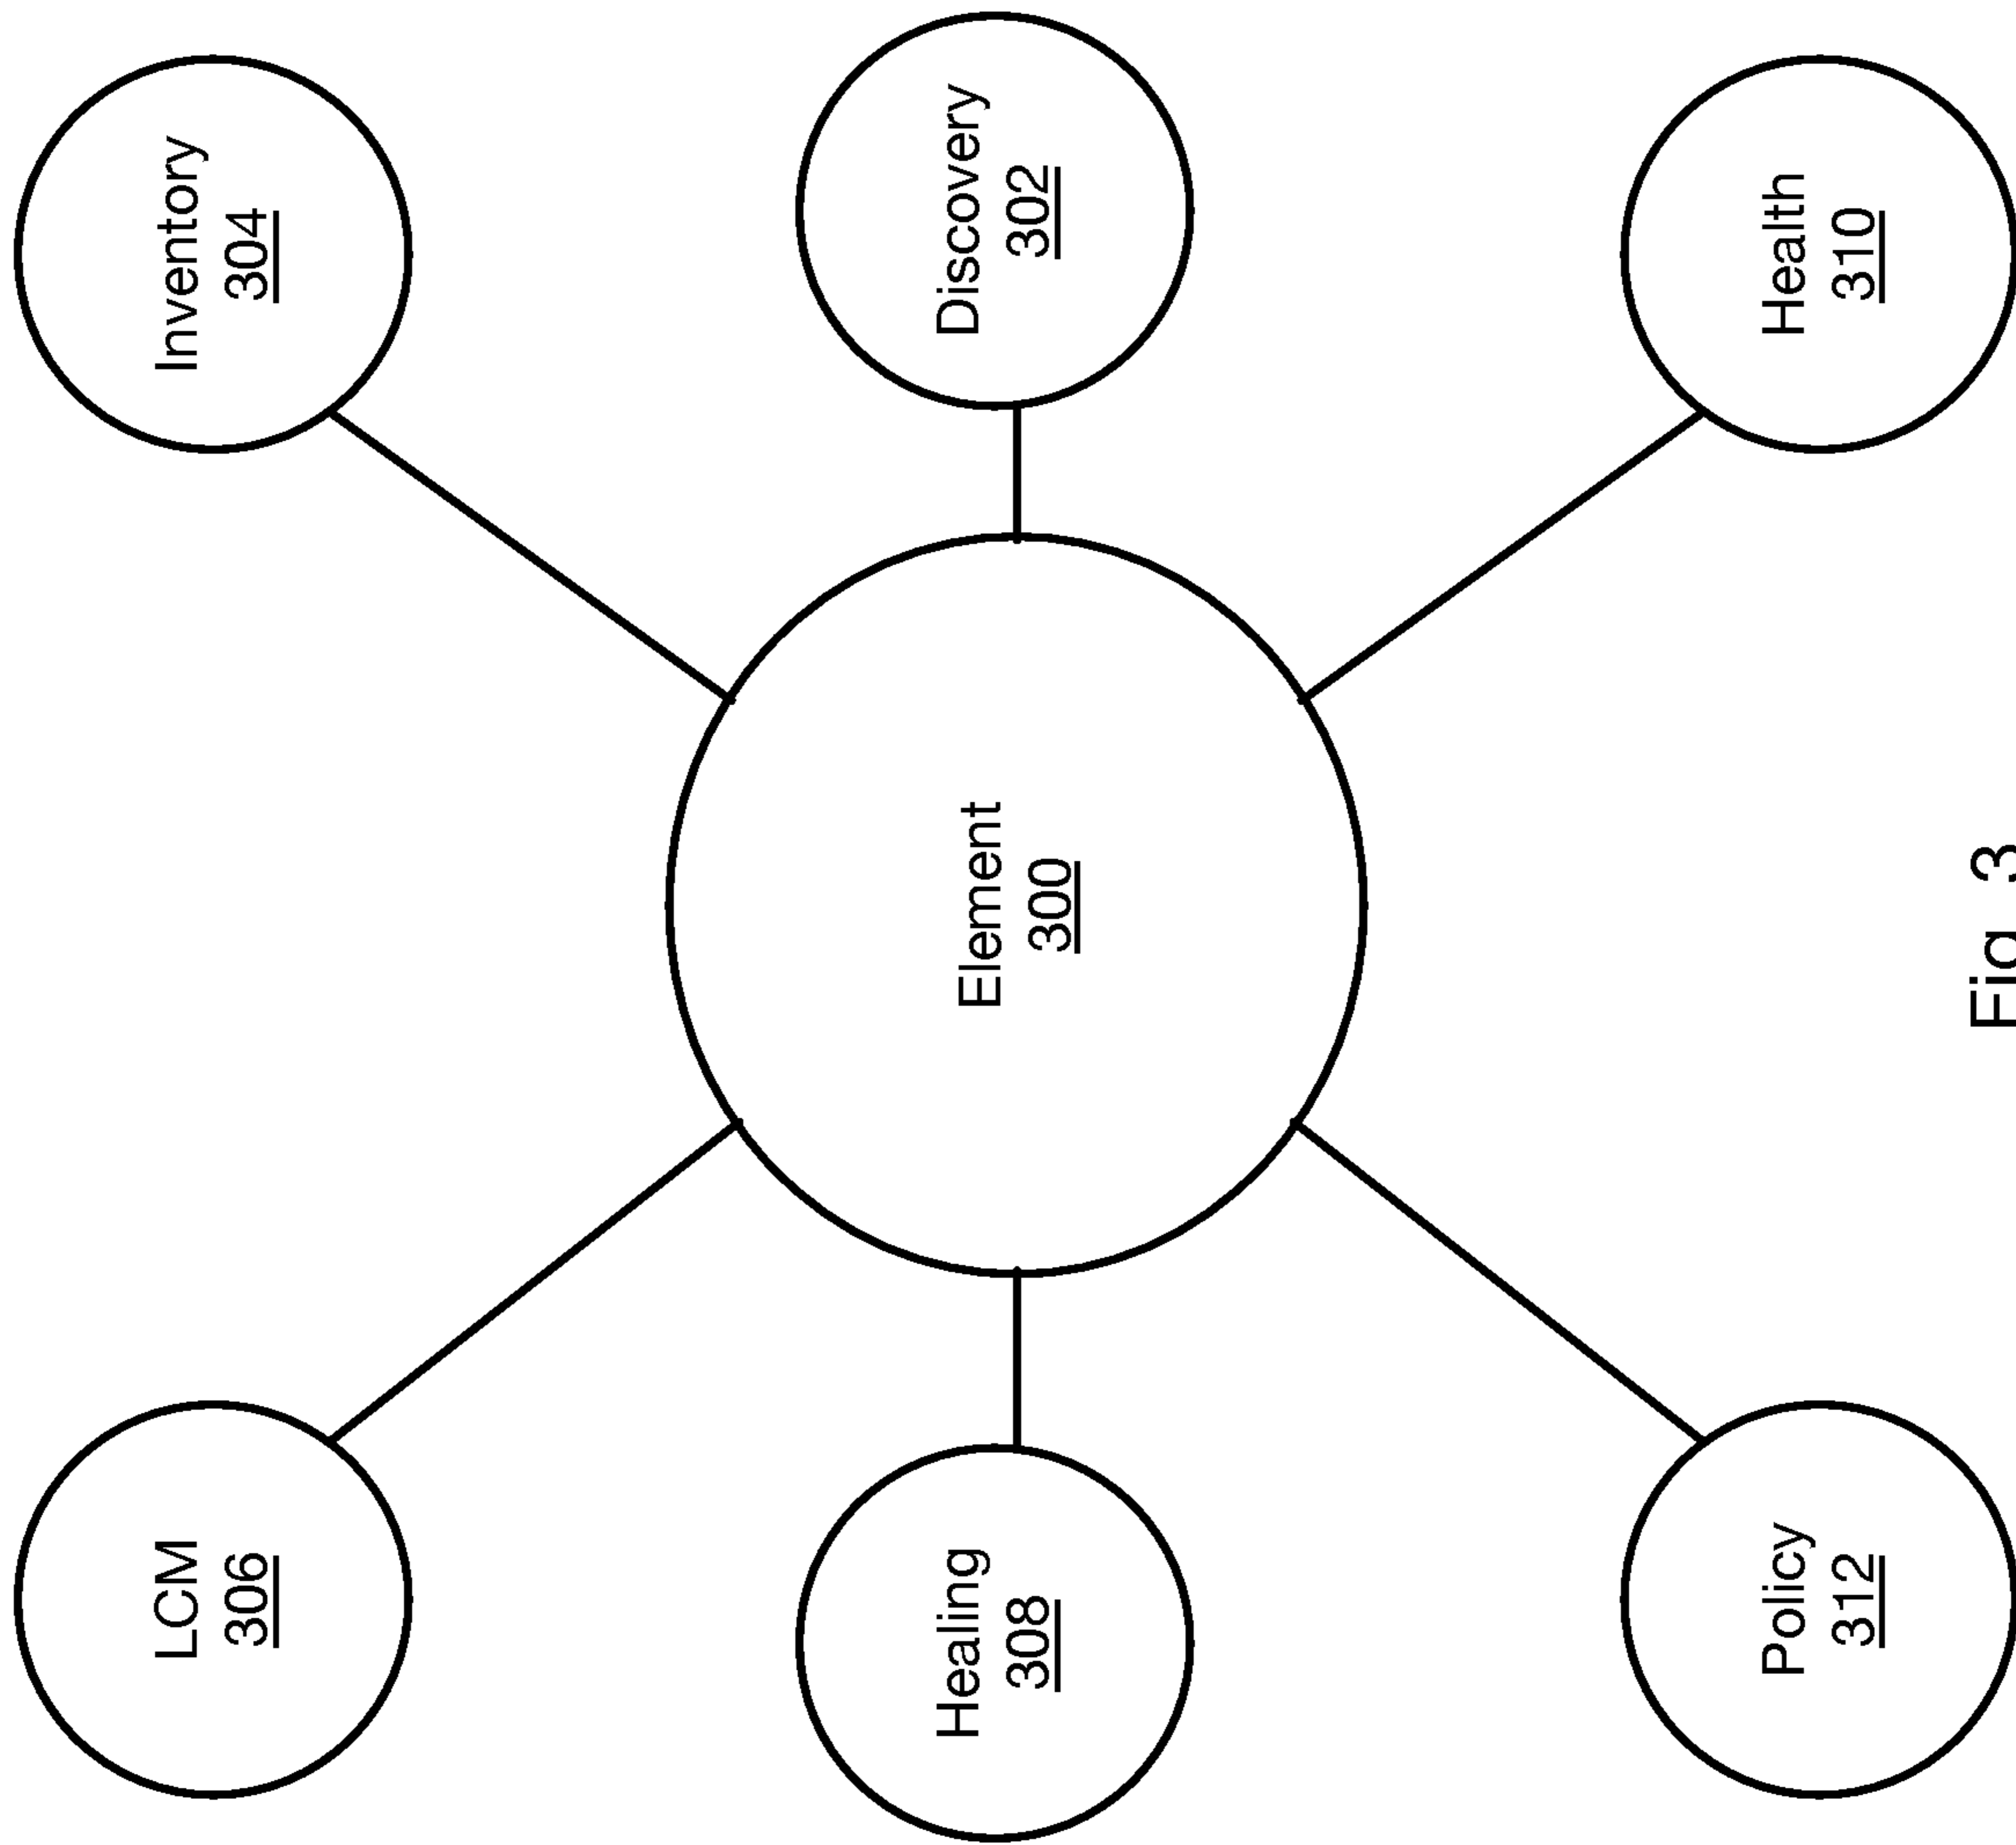 LCM
306
Inventory
304
Healing
308
Element
300
Discovery
302
Policy
312
Health
310
Fig. 3